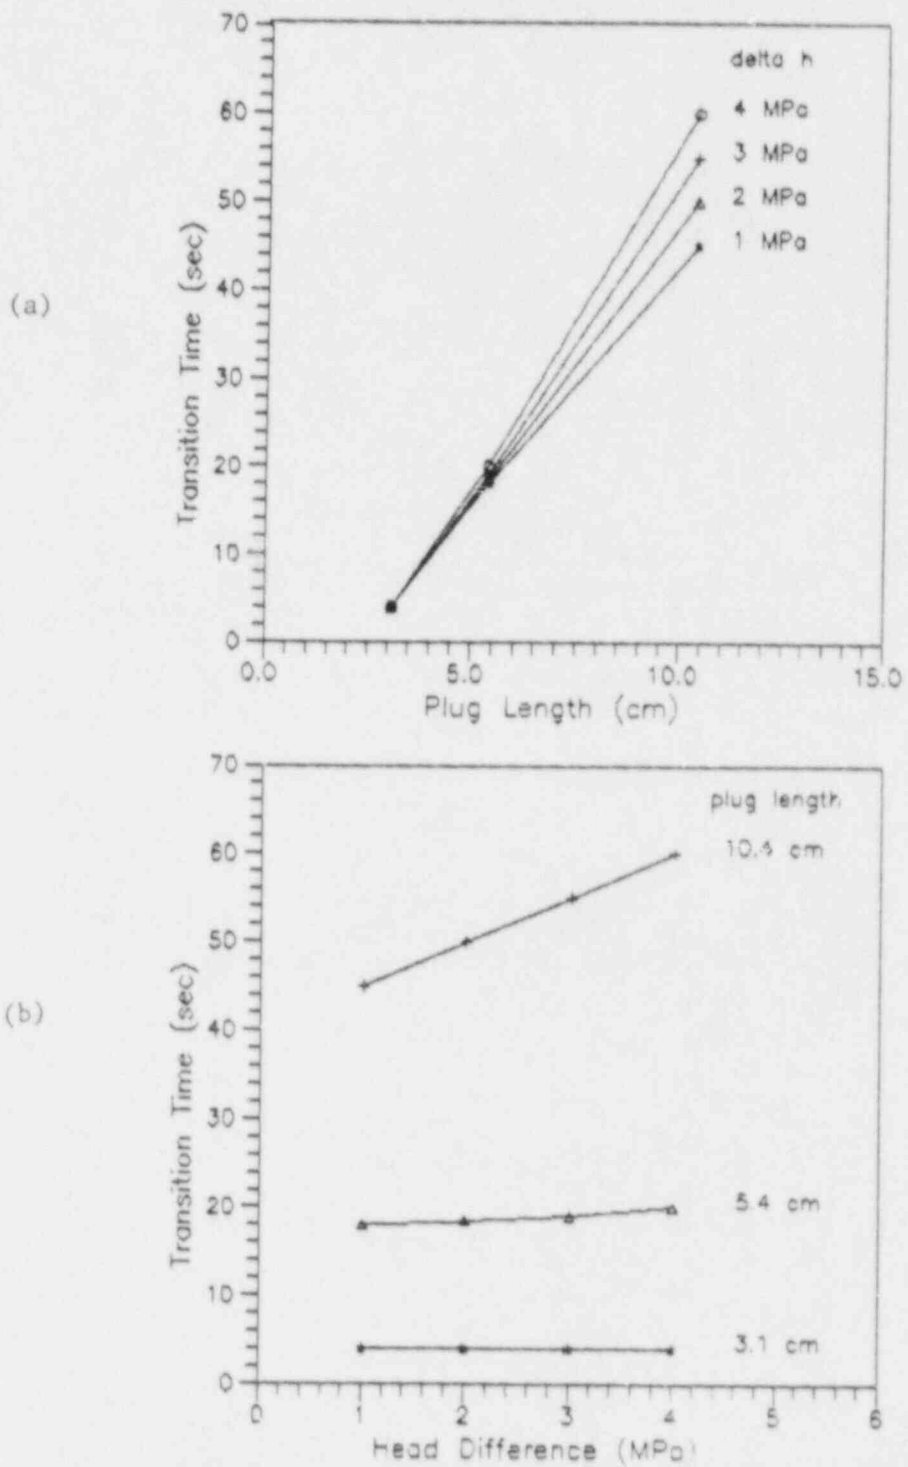 (a)
Transition Time (sec)
70
60
50
40
30
20
10
0
0.0
5.0
10.0
15.0
Plug Length (cm)
delta h
4 MPa
3 MPa
2 MPa
1 MPa
(b)
Transition Time (sec)
70
60
50
40
30
20
10
0
0
1
2
3
4
5
6
Head Difference (MPa)
plug length
10.4 cm
5.4 cm
3.1 cm